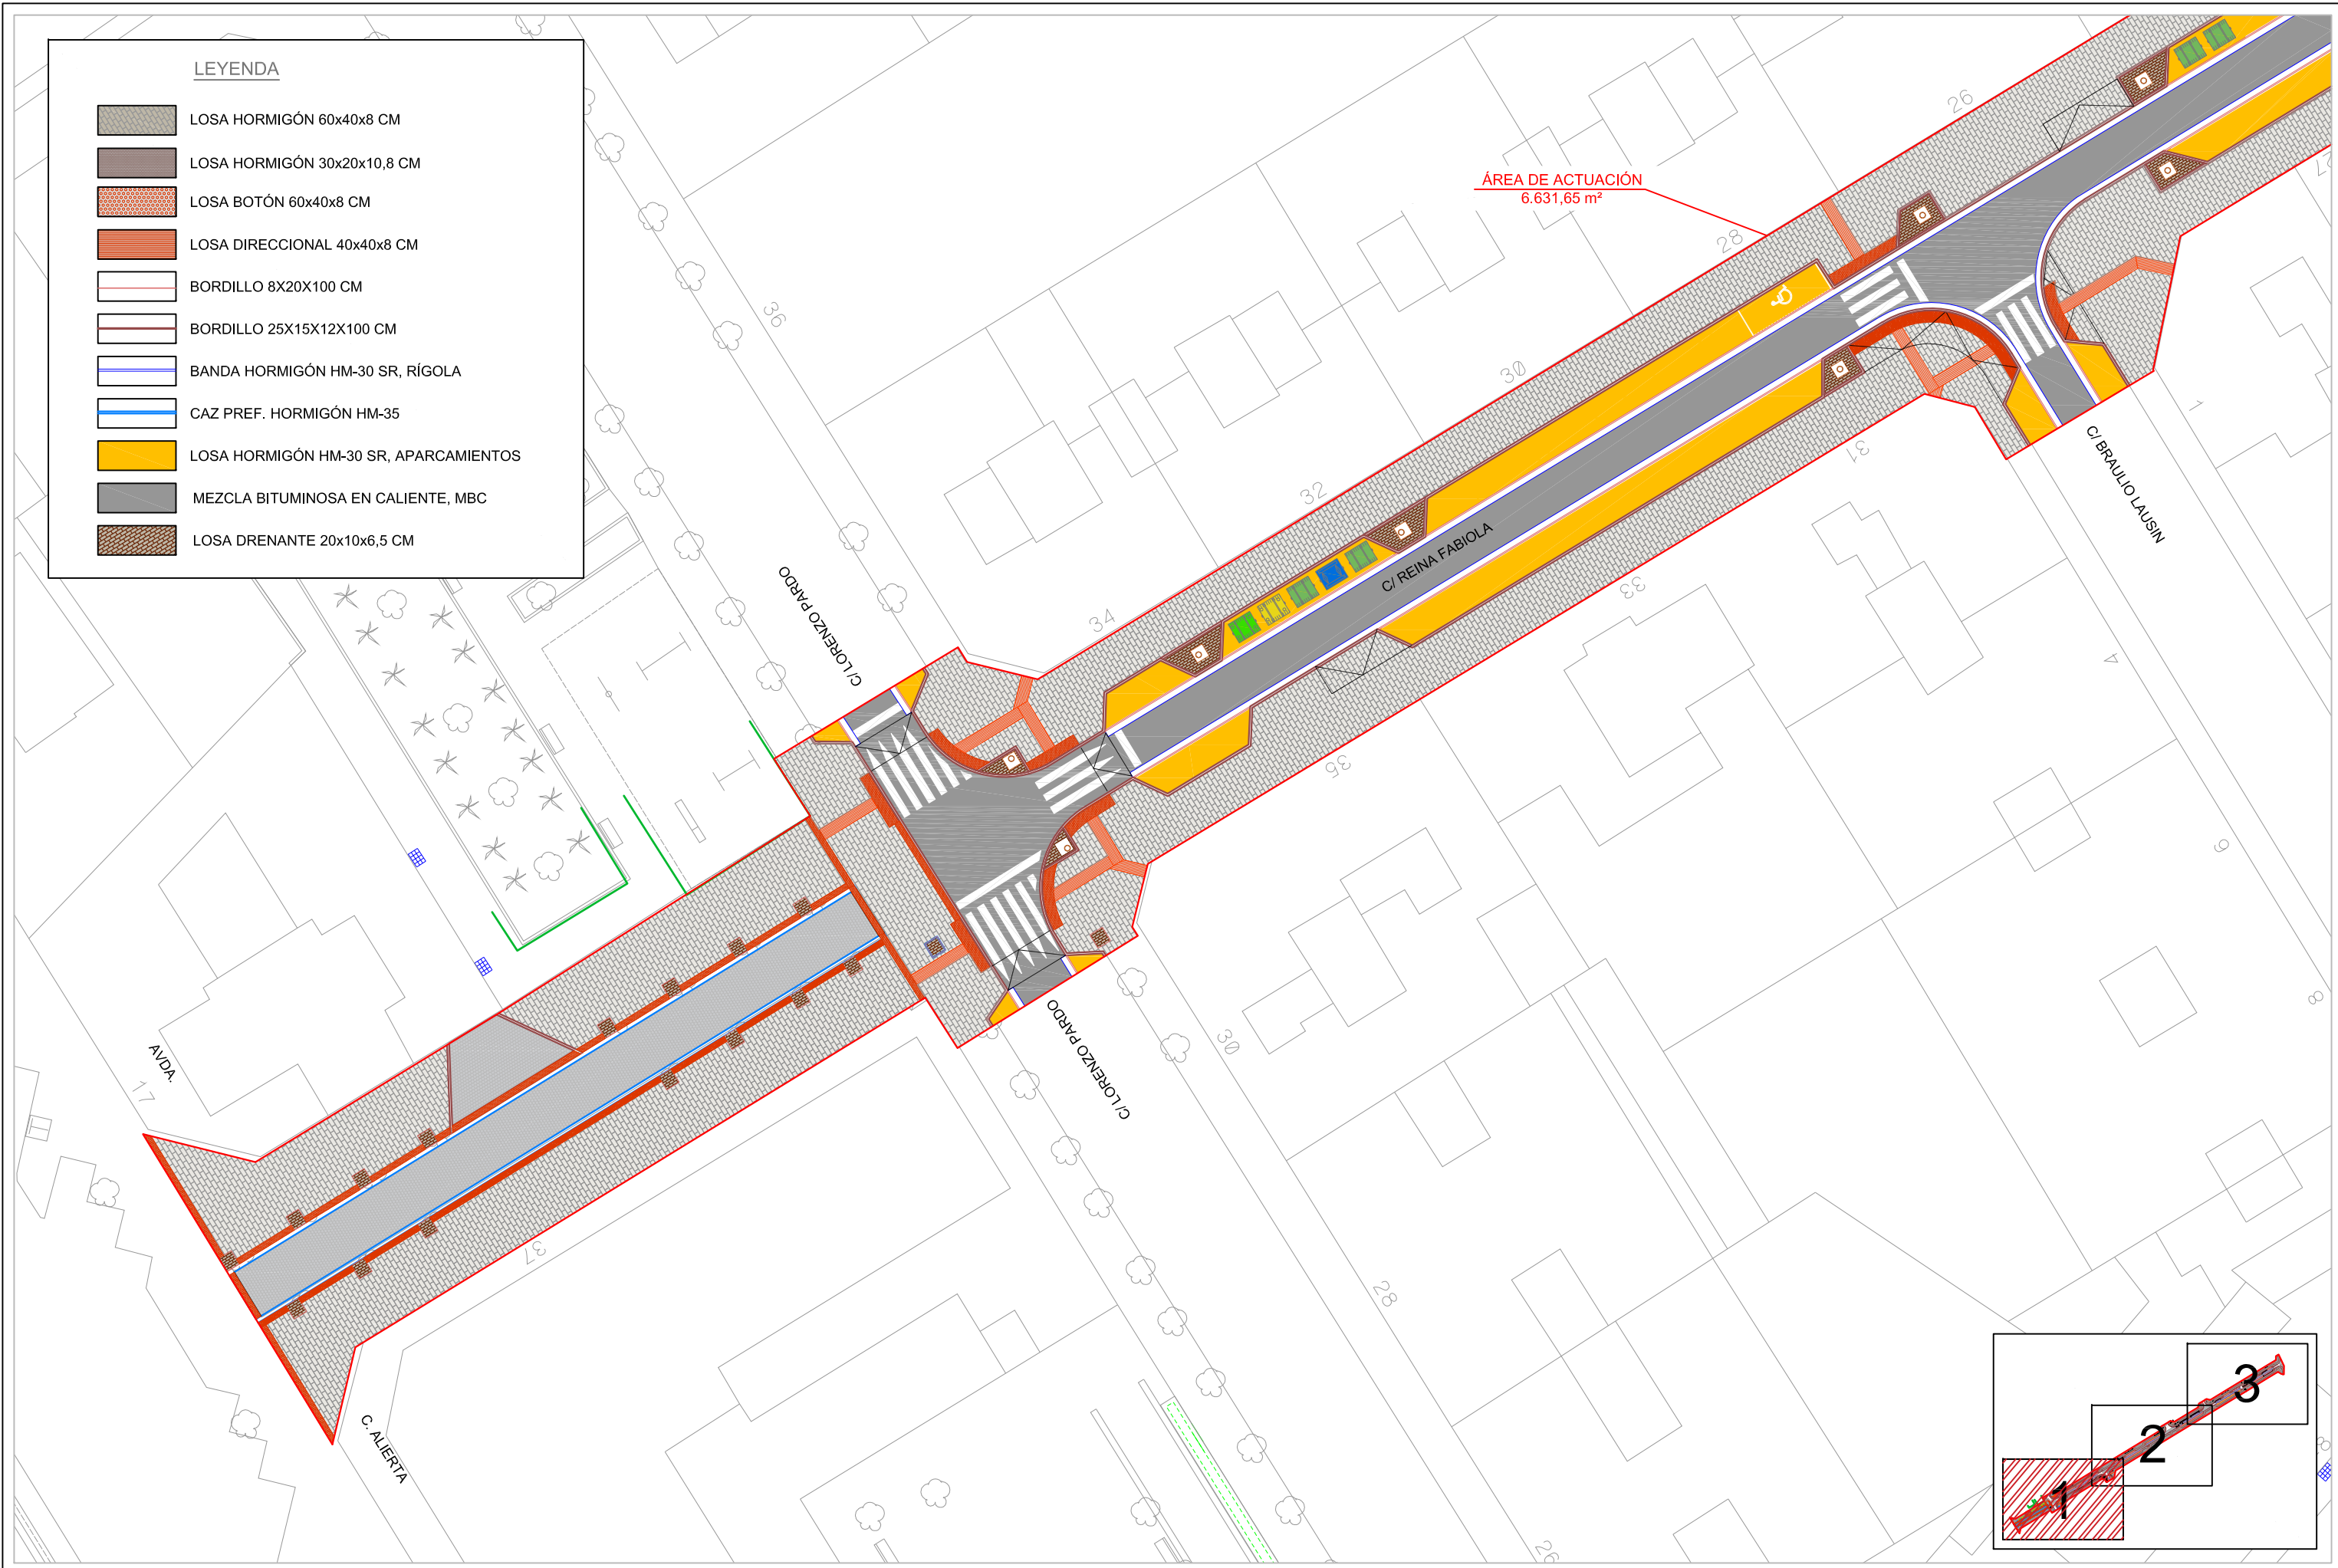 LEYENDA
LOSA HORMIGÓN 60x40x8 CM
LOSA HORMIGÓN 30x20x10,8 CM
LOSA BOTÓN 60x40x8 CM
LOSA DIRECCIONAL 40x40x8 CM
BORDILLO 8X20X100 CM
BORDILLO 25X15X12X100 CM
BANDA HORMIGÓN HM-30 SR, RÍGOLA
CAZ PREF. HORMIGÓN HM-35
LOSA HORMIGÓN HM-30 SR, APARCAMIENTOS
MEZCLA BITUMINOSA EN CALIENTE, MBC
LOSA DRENANTE 20x10x6,5 CM
ÁREA DE ACTUACIÓN
6.631,65 m²
26
27
28
30
32
34
36
31
33
35
37
1
4
6
8
8
C/ BRAULIO LAUSIN
C/ REINA FABIOLA
C/ LORENZO PARDO
C/ LORENZO PARDO
30
28
26
AVDA.
17
C. ALIERTA
3
2
1